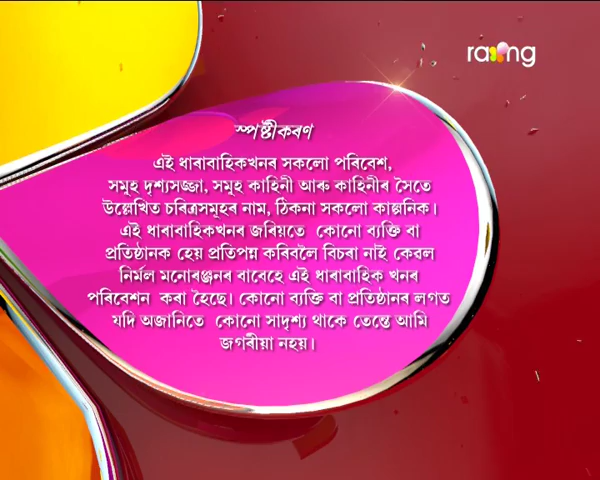 rang
স্পষ্টীকৰণ
এই ধাৰাবাহিকখনৰ সকলো পৰিবেশ,
সমূহ দৃশ্যসজ্জা, সমূহ কাহিনী আৰু কাহিনীৰ সৈতে
উল্লেখিত চৰিত্ৰসমূহৰ নাম, ঠিকনা সকলো কাল্পনিক।
এই ধাৰাবাহিকখনৰ জৰিয়তে কোনো ব্যক্তি বা
প্ৰতিষ্ঠানক হেয় প্ৰতিপন্ন কৰিবলৈ বিচৰা নাই কেৱল
নিৰ্মল মনোৰঞ্জনৰ বাবেহে এই ধাৰাবাহিক খনৰ
পৰিবেশন কৰা হৈছে। কোনো ব্যক্তি বা প্ৰতিষ্ঠানৰ লগত
যদি অজানিতে কোনো সাদৃশ্য থাকে তেন্তে আমি
জগৰীয়া নহয়।